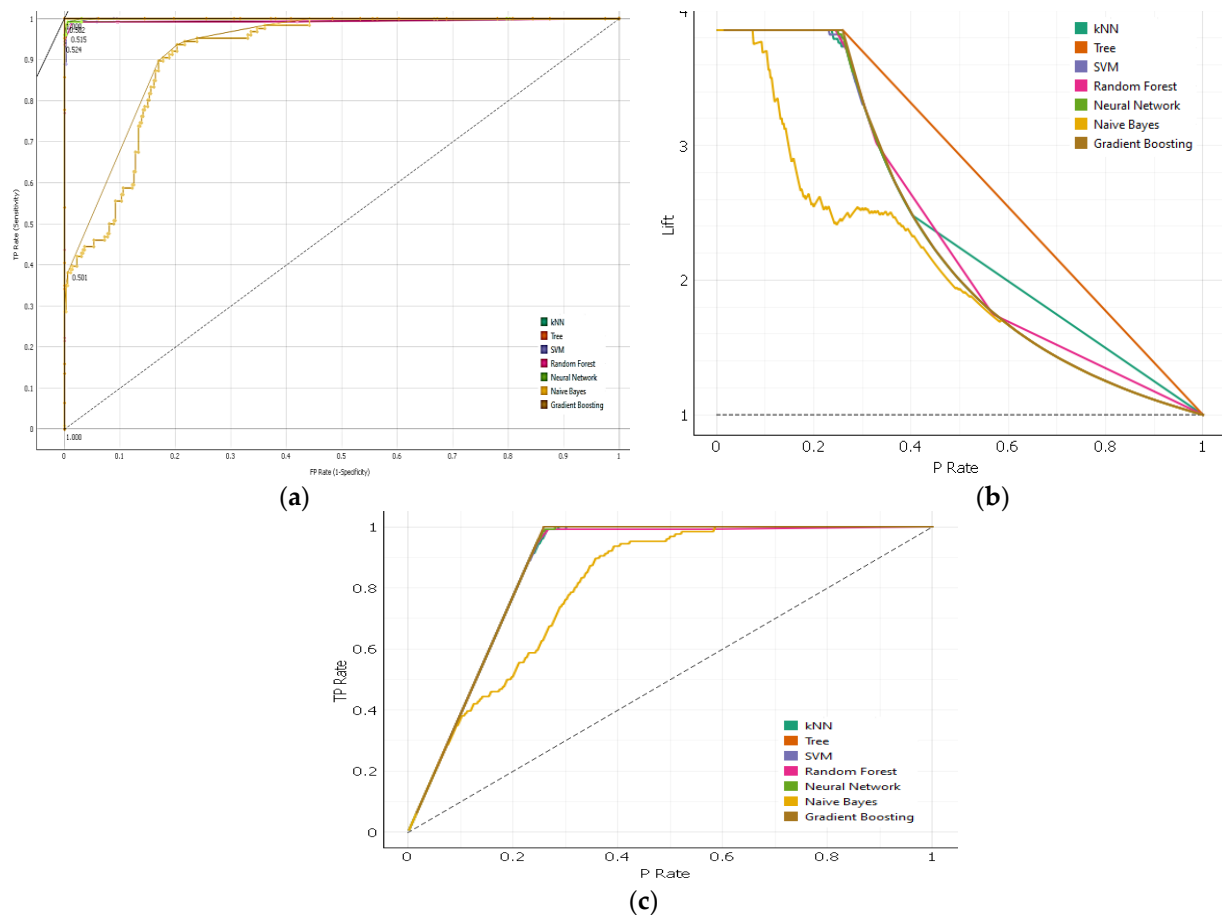 1
0.9
0.8
0.7
0.6
0.5
0.4
0.3
0.2
0.1
0
TP Rate (Sensitivity)
0.515
0.524
0.501
1.000
kNN
Tree
SVM
Random Forest
Neural Network
Naive Bayes
Gradient Boosting
0 0.1 0.2 0.3 0.4 0.5 0.6 0.7 0.8 0.9 1
FP Rate (1-Specificity)
(a)
4
3
2
1
Lift
kNN
Tree
SVM
Random Forest
Neural Network
Naive Bayes
Gradient Boosting
0 0.2 0.4 0.6 0.8 1
P Rate
(b)
1
0.8
0.6
0.4
0.2
0
TP Rate
kNN
Tree
SVM
Random Forest
Neural Network
Naive Bayes
Gradient Boosting
0 0.2 0.4 0.6 0.8 1
P Rate
(c)